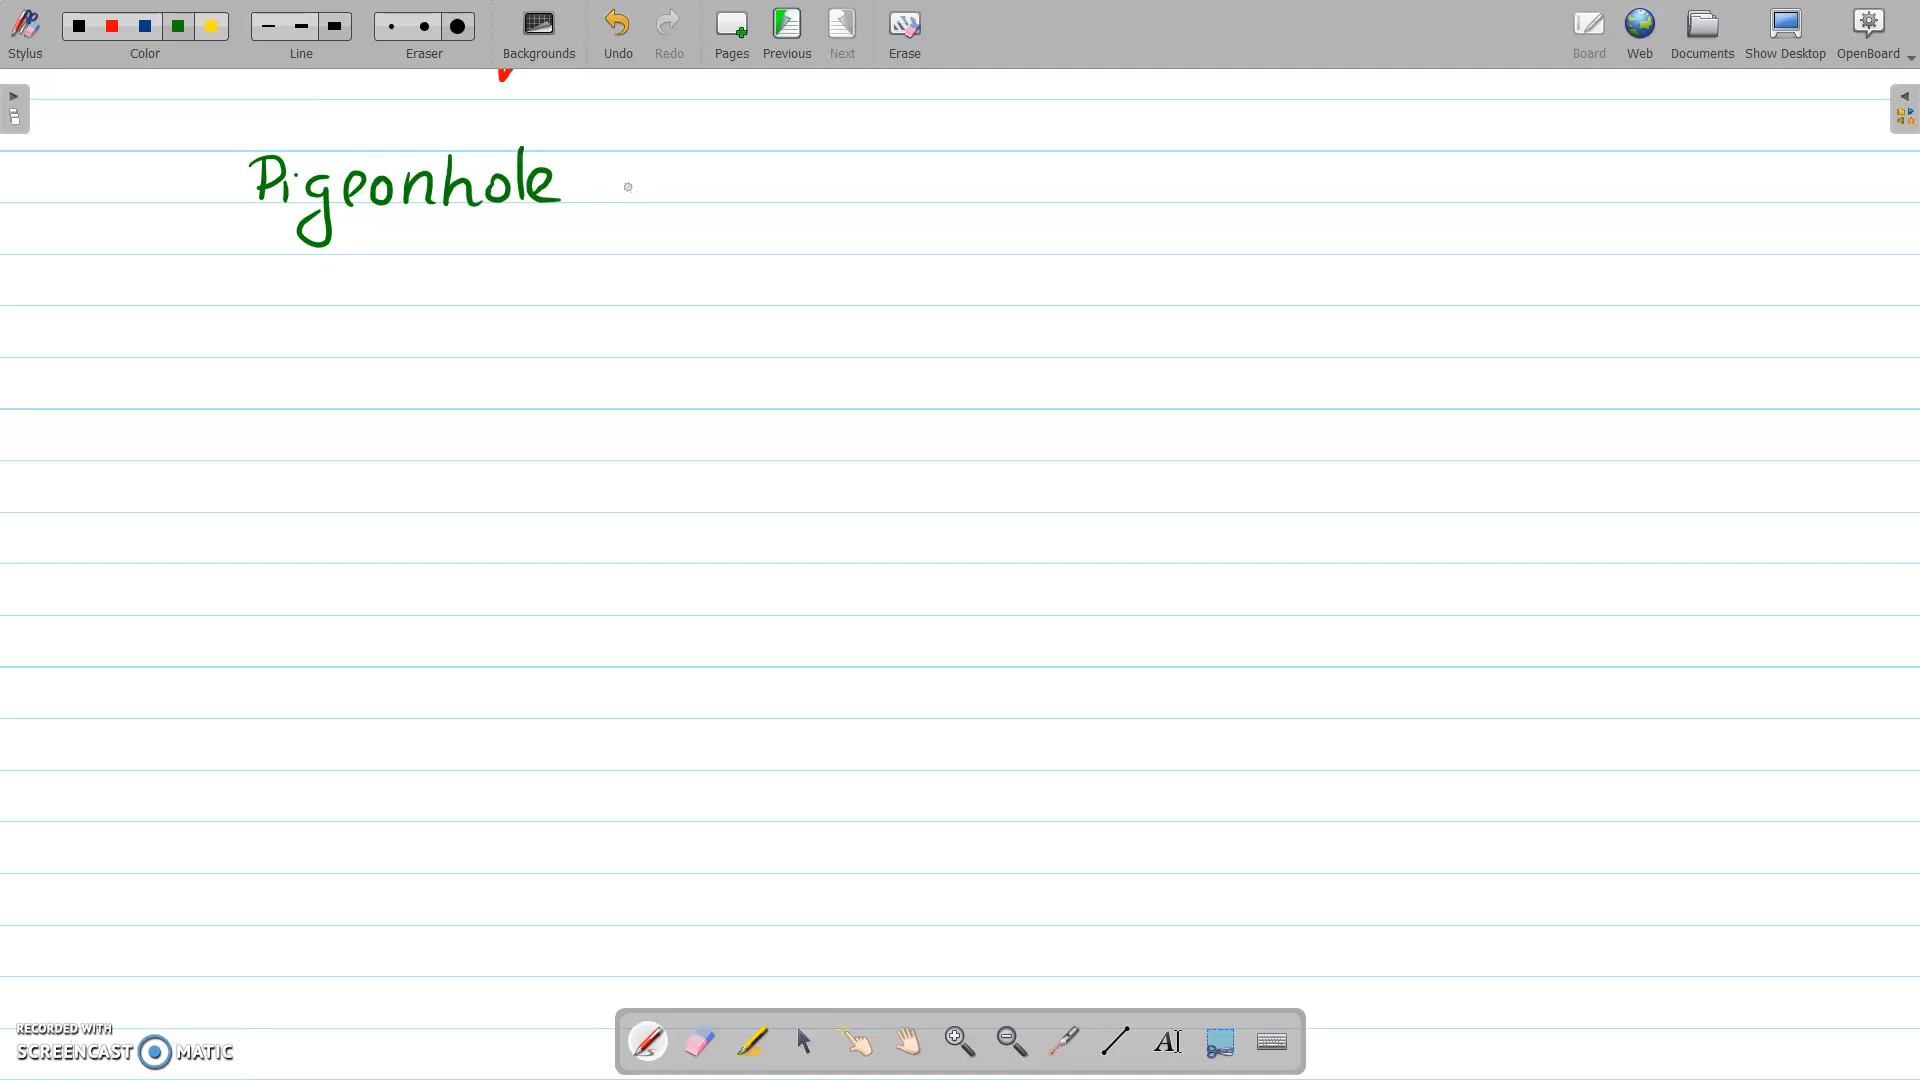 Stylus Color Line Eraser Backgrounds Undo Redo Pages Previous Next Erase Board Web Documents Show Desktop OpenBoard
Pigeonhole
RECORDED WITH
SCREENCAST MATIC